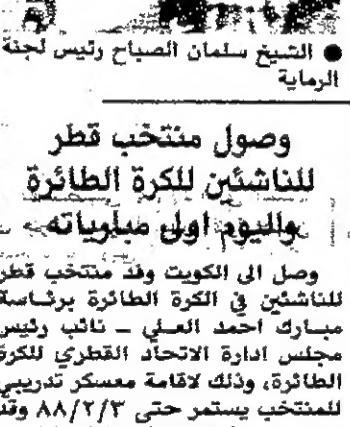 ● الشيخ سلمان الصباح رئيس لجنة
الرماية
وصول منتخب قطر
للناشئين للكرة الطائرة
واليوم اولى مبارياته
وصل الى الكويت وفد منتخب قطر
للناشئين في الكرة الطائرة برئاسة
مبارك احمد العلي ــ نائب رئيس
مجلس ادارة الاتحاد القطري للكرة
الطائرة، وذلك لاقامة معسكر تدريبي
للمنتخب يستمر حتى ٨٨/٢/٣ وقد